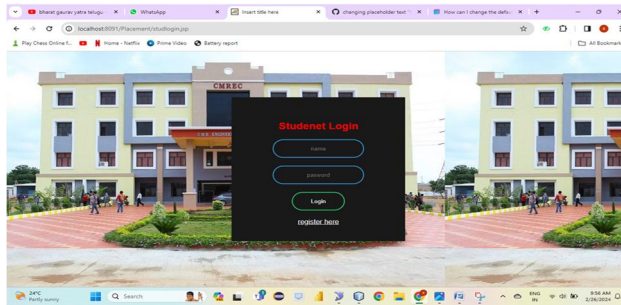 bharat gaurav yatra telugu
WhatsApp
Insert title here
changing placeholder text
How can I change the defa
localhost:8091/Placement/studlogin.jsp
Play Chess Online f...
Home - Netflix
Prime Video
Battery report
All Bookmark
CMREC
Studenet Login
name
pasword
Login
register here
24°C
Partly sunny
Search
ENG
IN
9:56 AM
2/26/2024